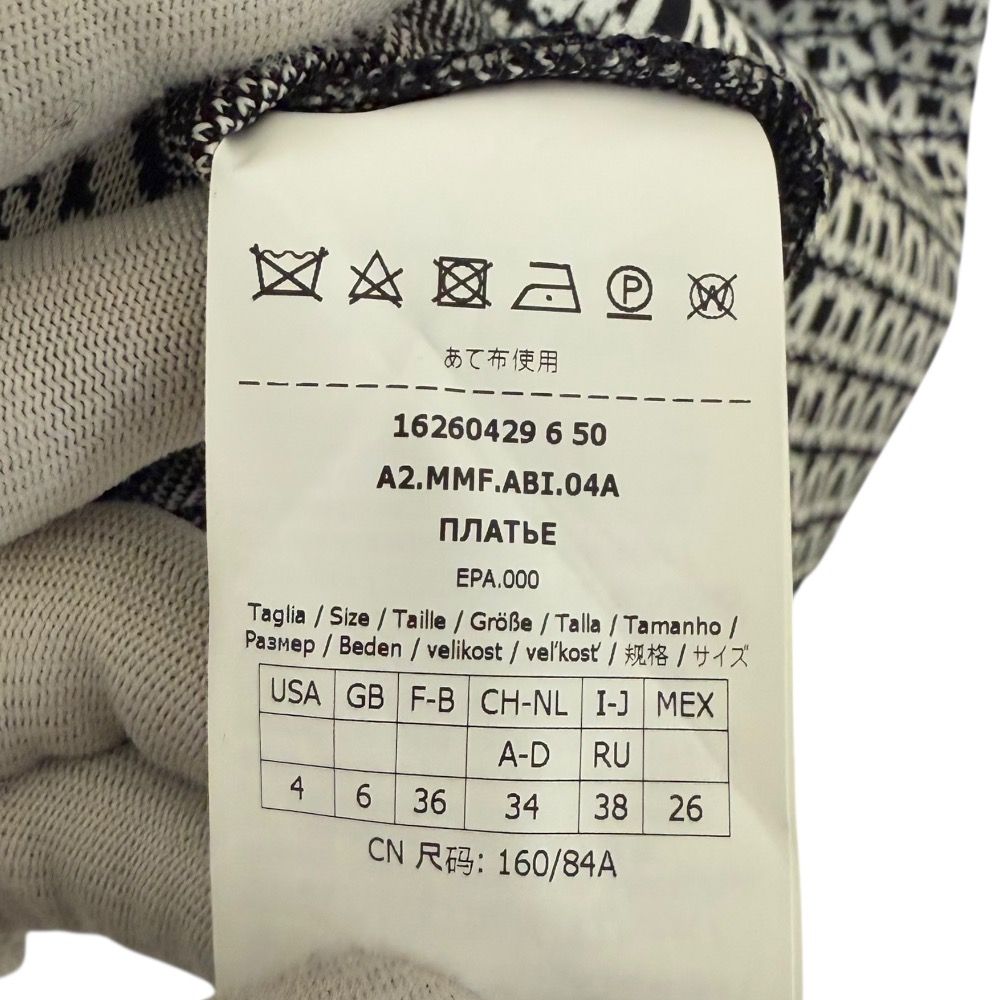 P W
あて布使用
16260429 6 50
A2.MMF.ABI.04A
ПЛАТЬЕ
EPA.000
Taglia / Size / Taille / Größe / Talla / Tamanho /
Размер / Beden / velikost / veľkosť / 规格 / サイズ
USA GB F-B CH-NL I-J MEX
A-D RU
4 6 36 34 38 26
CN 尺码: 160/84A